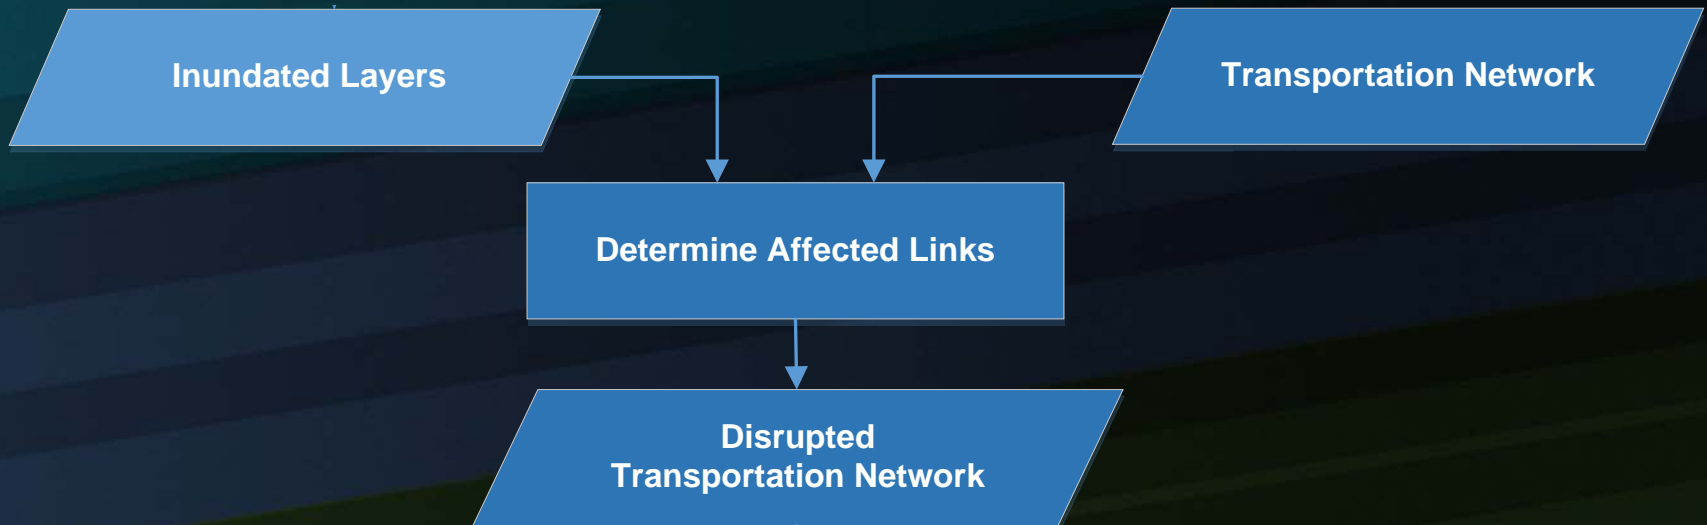 Inundated Layers
Transportation Network
Determine Affected Links
Disrupted
Transportation Network